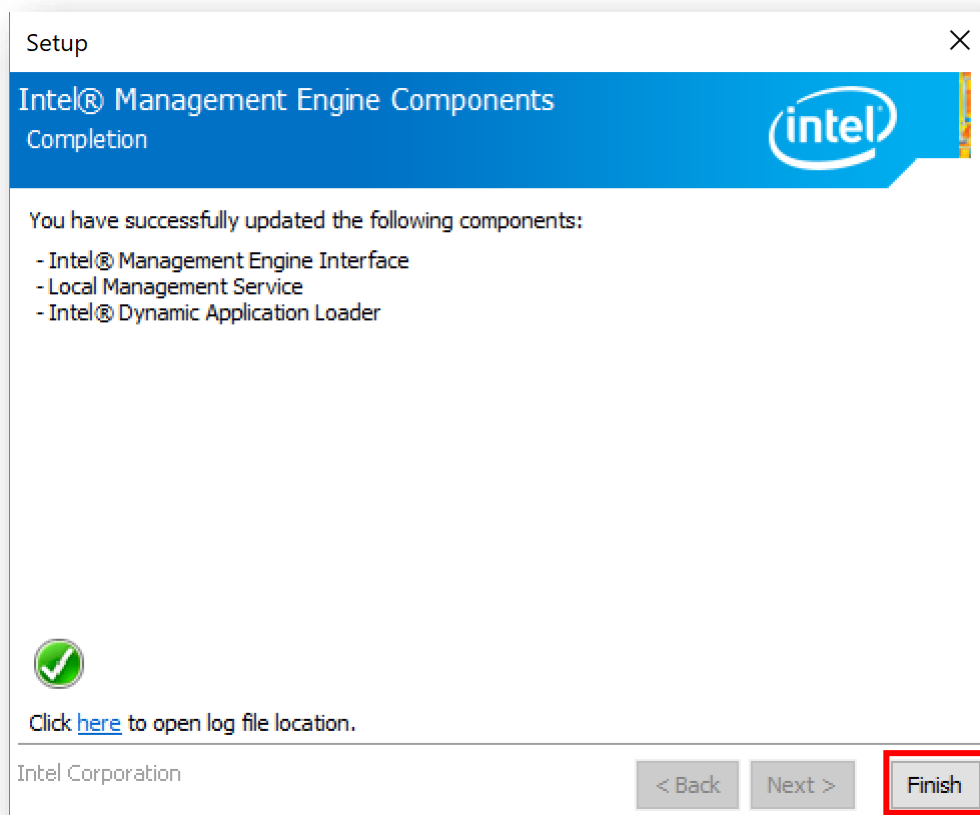 Setup
Intel® Management Engine Components
Completion
intel
You have successfully updated the following components:
- Intel® Management Engine Interface
- Local Management Service
- Intel® Dynamic Application Loader
Click here to open log file location.
Intel Corporation
< Back Next > Finish